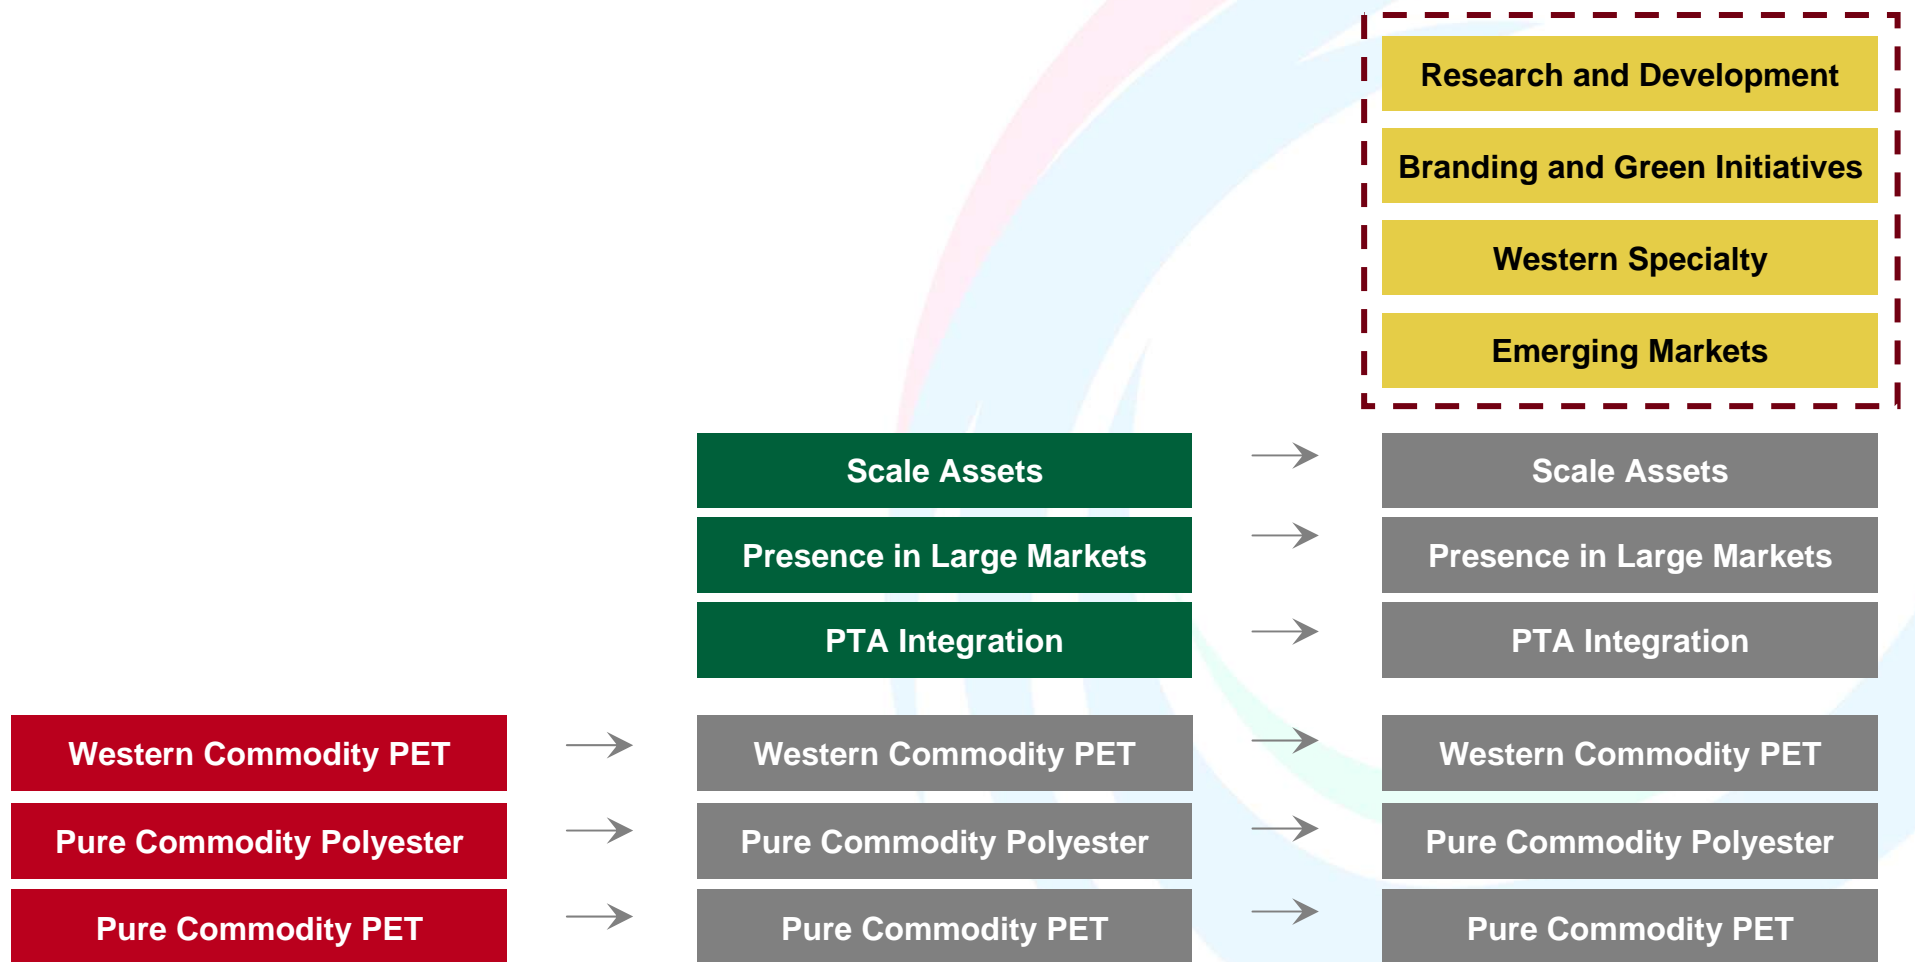 Research and Development
Branding and Green Initiatives
Western Specialty
Emerging Markets
Scale Assets
Scale Assets
Presence in Large Markets
Presence in Large Markets
PTA Integration
PTA Integration
Western Commodity PET
Western Commodity PET
Western Commodity PET
Pure Commodity Polyester
Pure Commodity Polyester
Pure Commodity Polyester
Pure Commodity PET
Pure Commodity PET
Pure Commodity PET